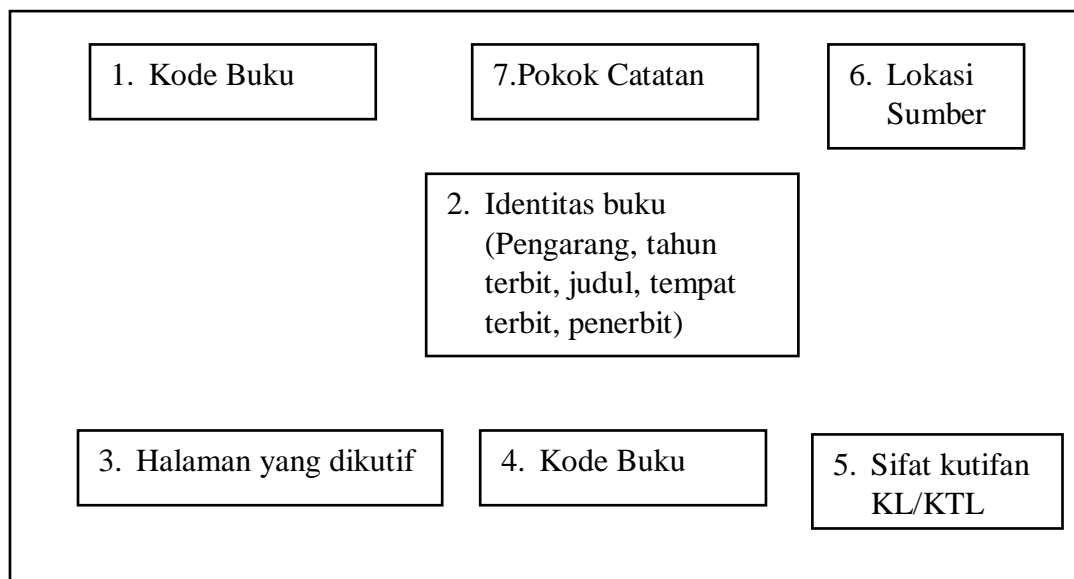 1. Kode Buku
7.Pokok Catatan
6. Lokasi
Sumber
2. Identitas buku
(Pengarang, tahun
terbit, judul, tempat
terbit, penerbit)
3. Halaman yang dikutif
4. Kode Buku
5. Sifat kutifan
KL/KTL